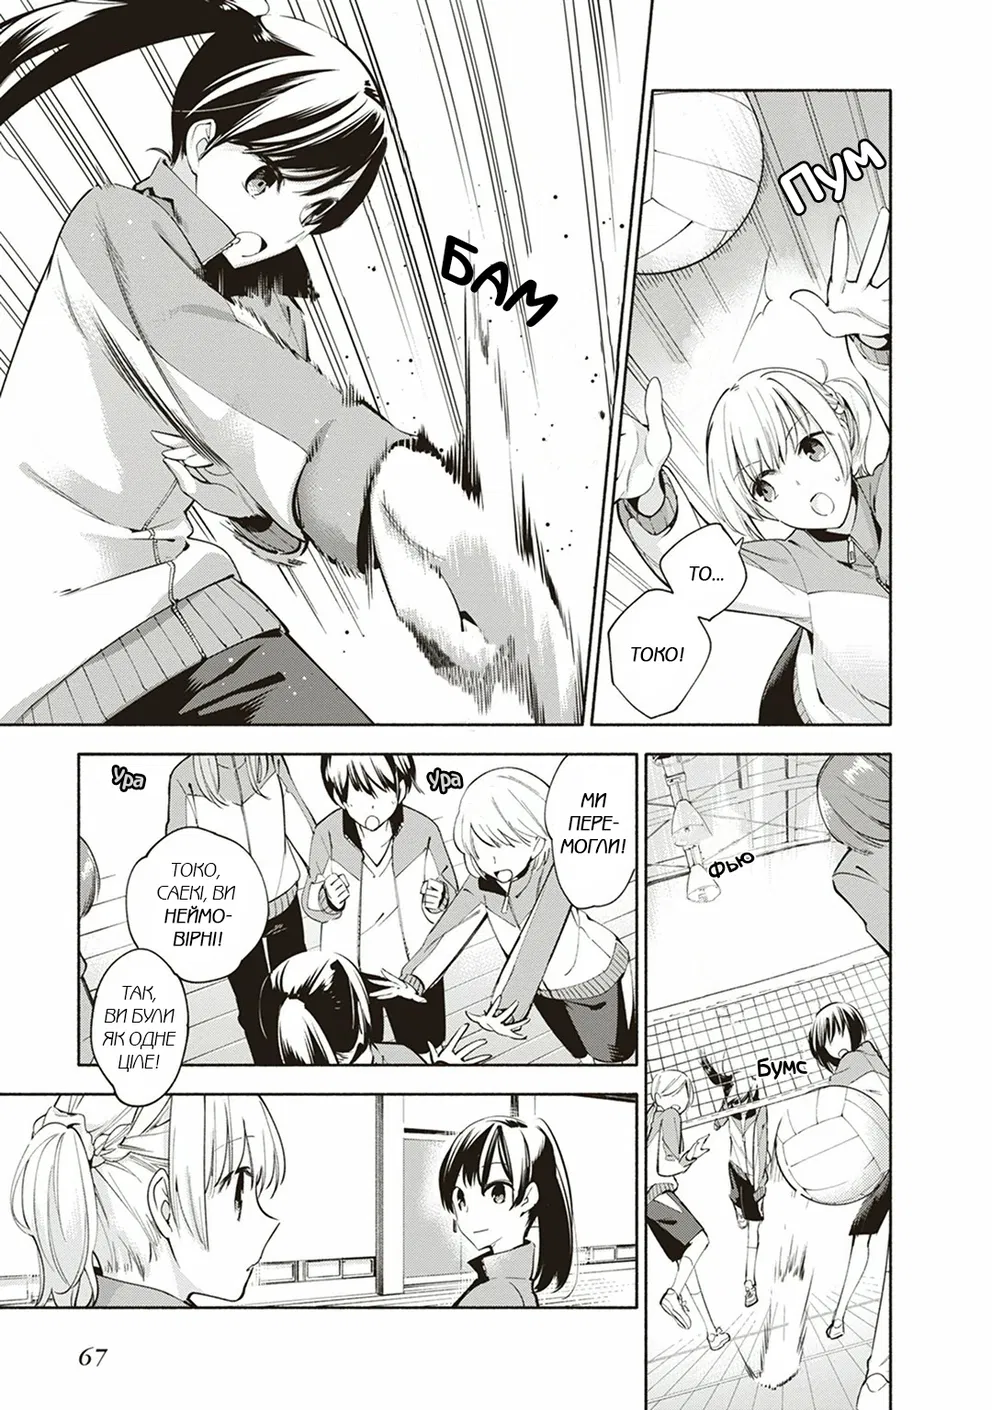 ПУМ
ТО...
ТОКО!
БАМ
ФЬЮ
БУМС
МИ
ПЕРЕ-
МОГЛИ!
УРА
УРА
ТОКО,
САЕКІ, ВИ
НЕЙМО-
ВІРНІ!
ТАК,
ВИ БУЛИ
ЯК ОДНЕ
ЦІЛЕ!
67